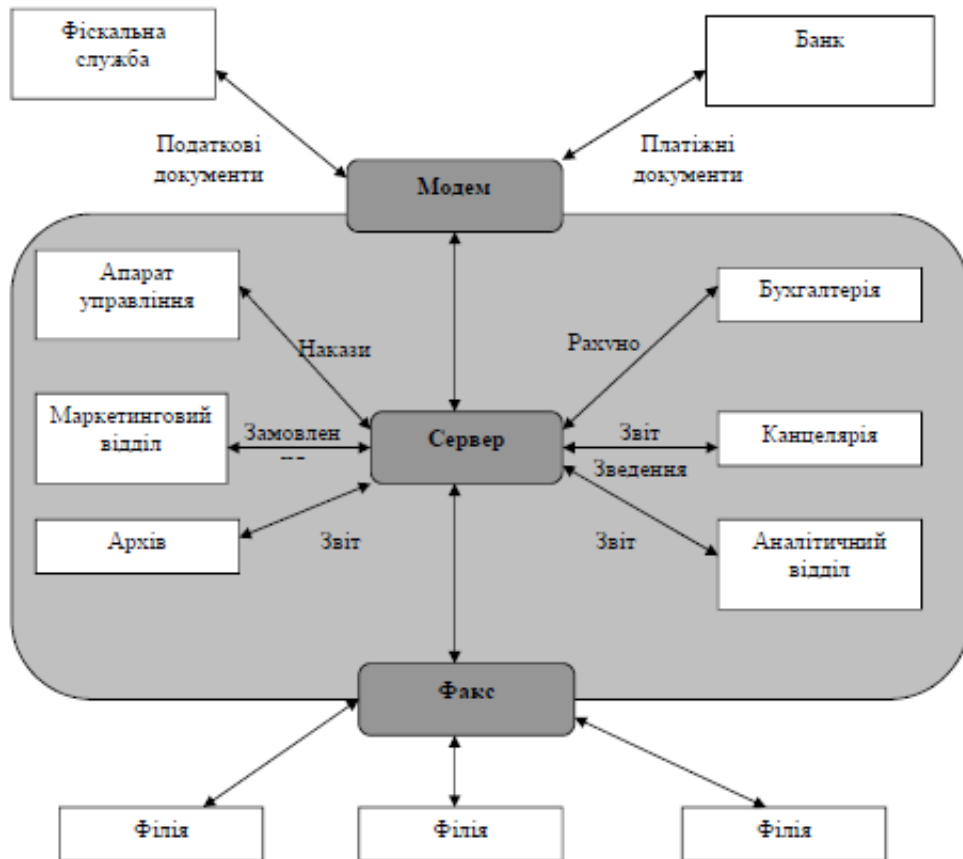 Фіскальна
служба
Банк
Податкові
документи
Платіжні
документи
Модем
Апарат
управління
Бухгалтерія
Накази
Рахуно
Маркетинговий
відділ
Замовлен
Сервер
Звіт
Канцелярія
Зведення
Архів
Звіт
Звіт
Аналітичний
відділ
Факс
Філія
Філія
Філія